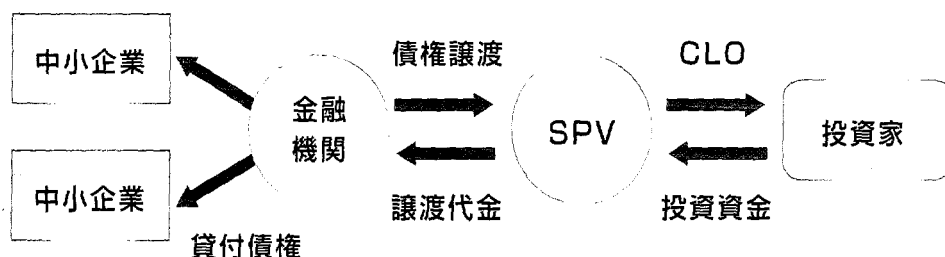 中小企業
債権譲渡
CLO
金融
機関
SPV
投資家
中小企業
譲渡代金
投資資金
貸付債権